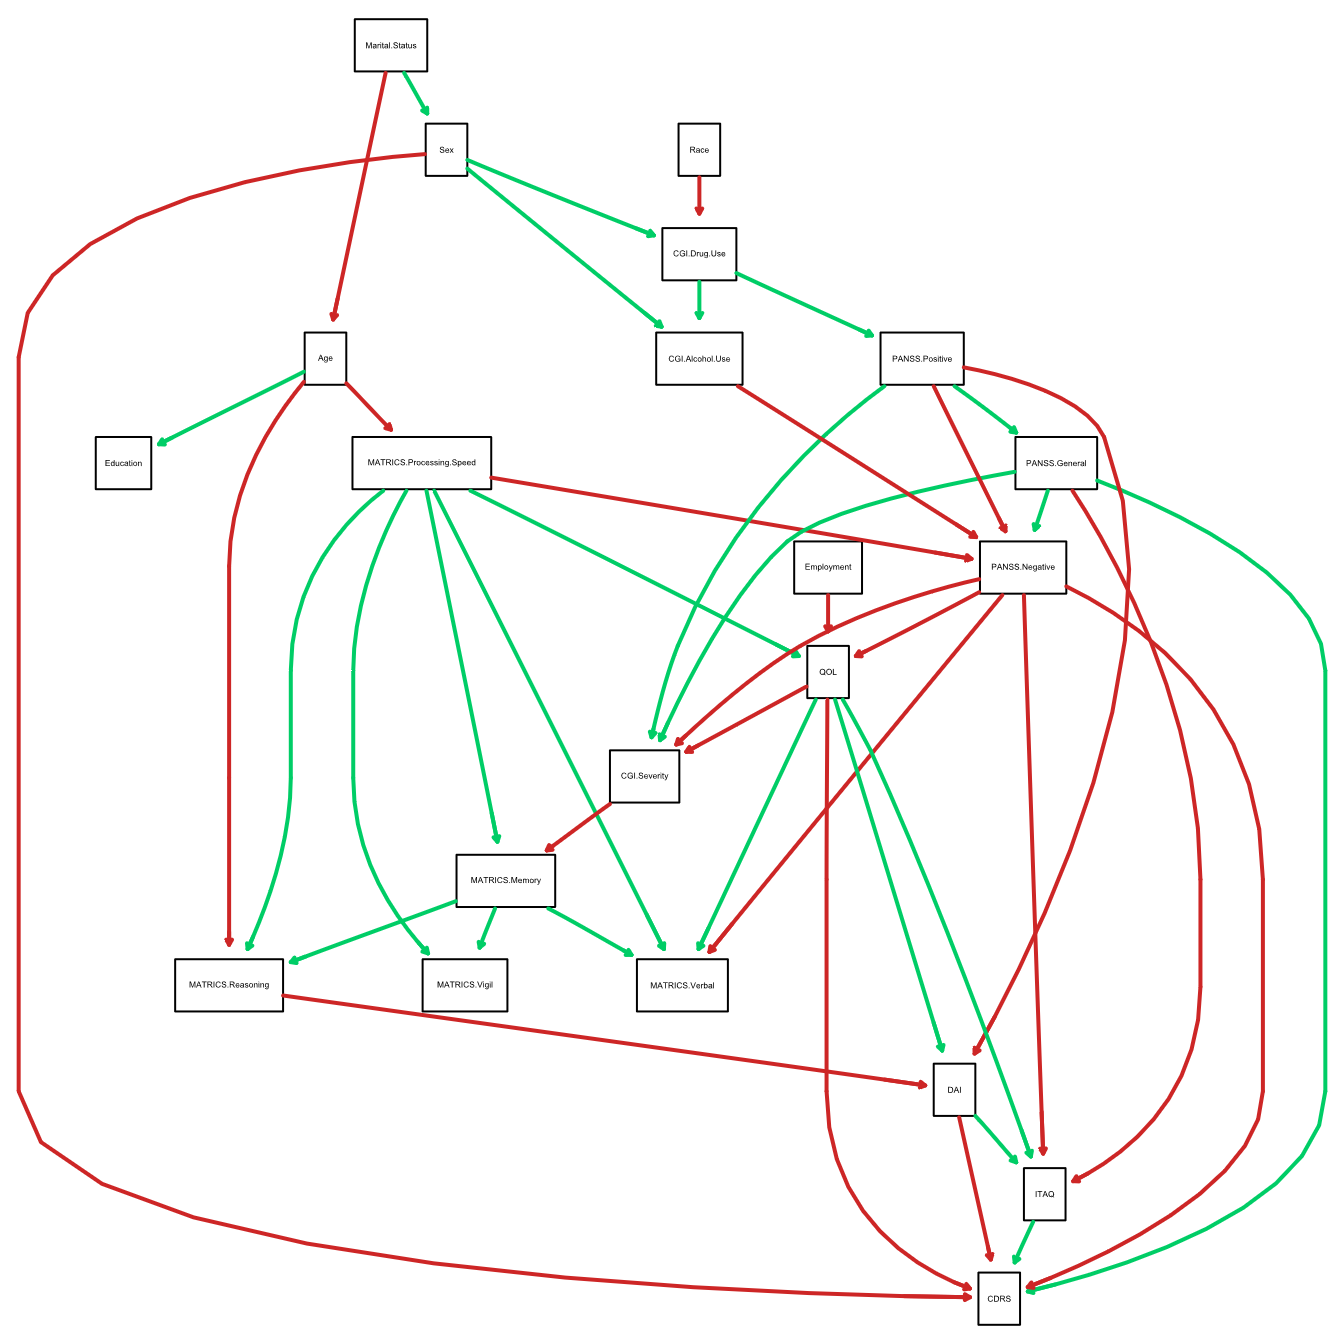 Marital.Status
Sex
Race
CGI.Drug.Use
Age
CGI.Alcohol.Use
PANSS.Positive
Education
MATRICS.Processing.Speed
PANSS.General
Employment
PANSS.Negative
QOL
CGI.Severity
MATRICS.Memory
MATRICS.Reasoning
MATRICS.Vigil
MATRICS.Verbal
DAI
ITAQ
CDRS